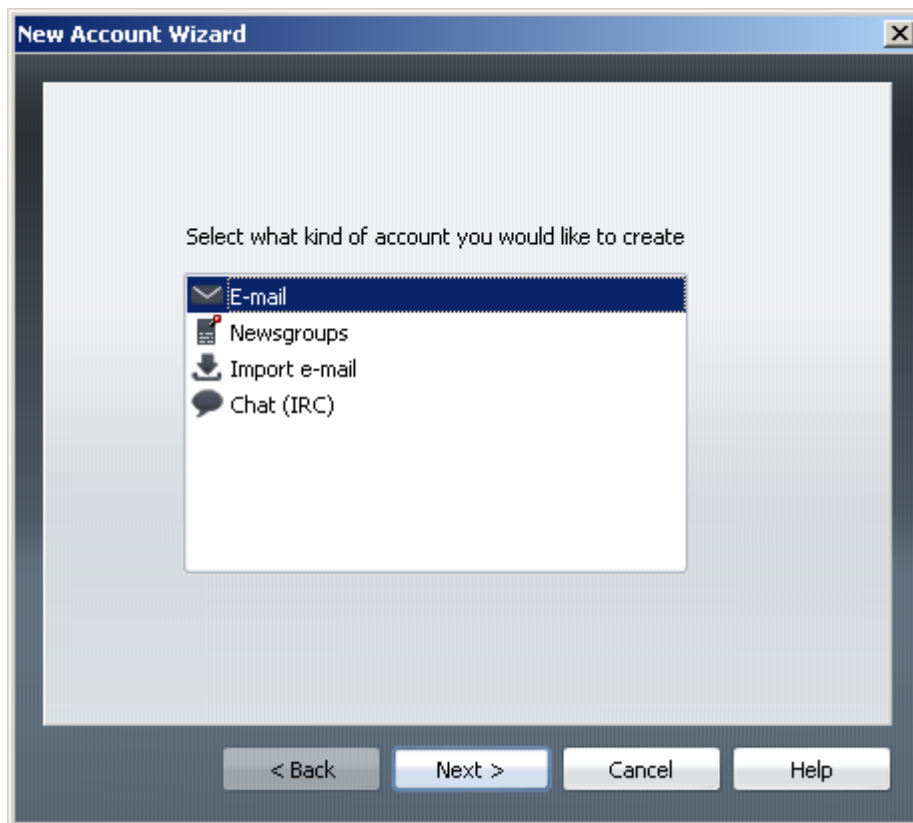 New Account Wizard
Select what kind of account you would like to create
E-mail
Newsgroups
Import e-mail
Chat (IRC)
< Back Next > Cancel Help